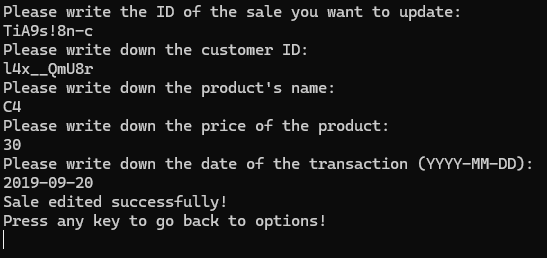 Please write the ID of the sale you want to update:
TiA9s!8n-c
Please write down the customer ID:
l4x__QmU8r
Please write down the product's name:
C4
Please write down the price of the product:
30
Please write down the date of the transaction (YYYY-MM-DD):
2019-09-20
Sale edited successfully!
Press any key to go back to options!